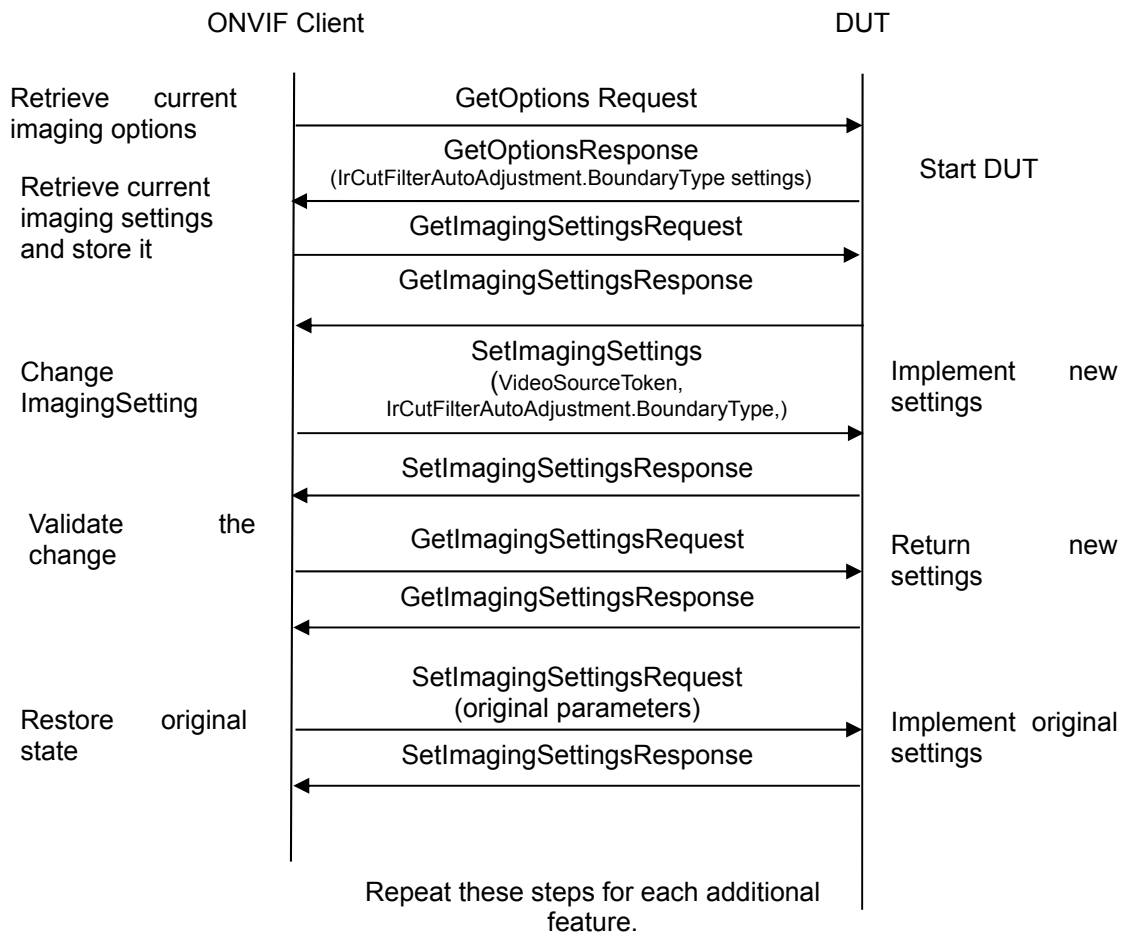 ONVIF Client
DUT
Retrieve current
imaging options
GetOptions Request
GetOptionsResponse
(IrCutFilterAutoAdjustment.BoundaryType settings)
Start DUT
Retrieve current
imaging settings
and store it
GetImagingSettingsRequest
GetImagingSettingsResponse
Change
ImagingSetting
SetImagingSettings
(VideoSourceToken,
IrCutFilterAutoAdjustment.BoundaryType,)
Implement new
settings
SetImagingSettingsResponse
Validate the
change
GetImagingSettingsRequest
Return new
settings
GetImagingSettingsResponse
Restore original
state
SetImagingSettingsRequest
(original parameters)
Implement original
settings
SetImagingSettingsResponse
Repeat these steps for each additional
feature.